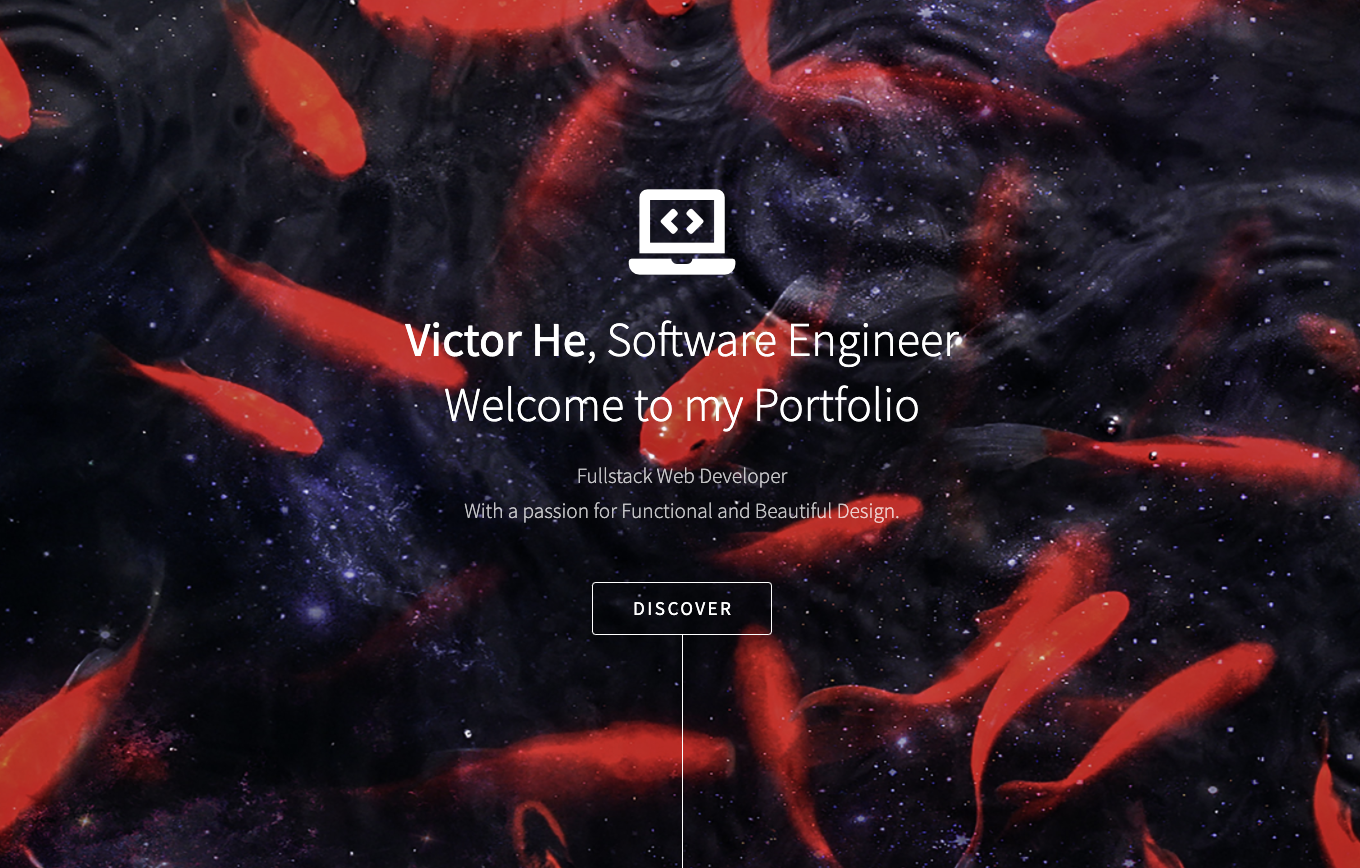 Victor He, Software Engineer
Welcome to my Portfolio
Fullstack Web Developer
With a passion for Functional and Beautiful Design.
DISCOVER